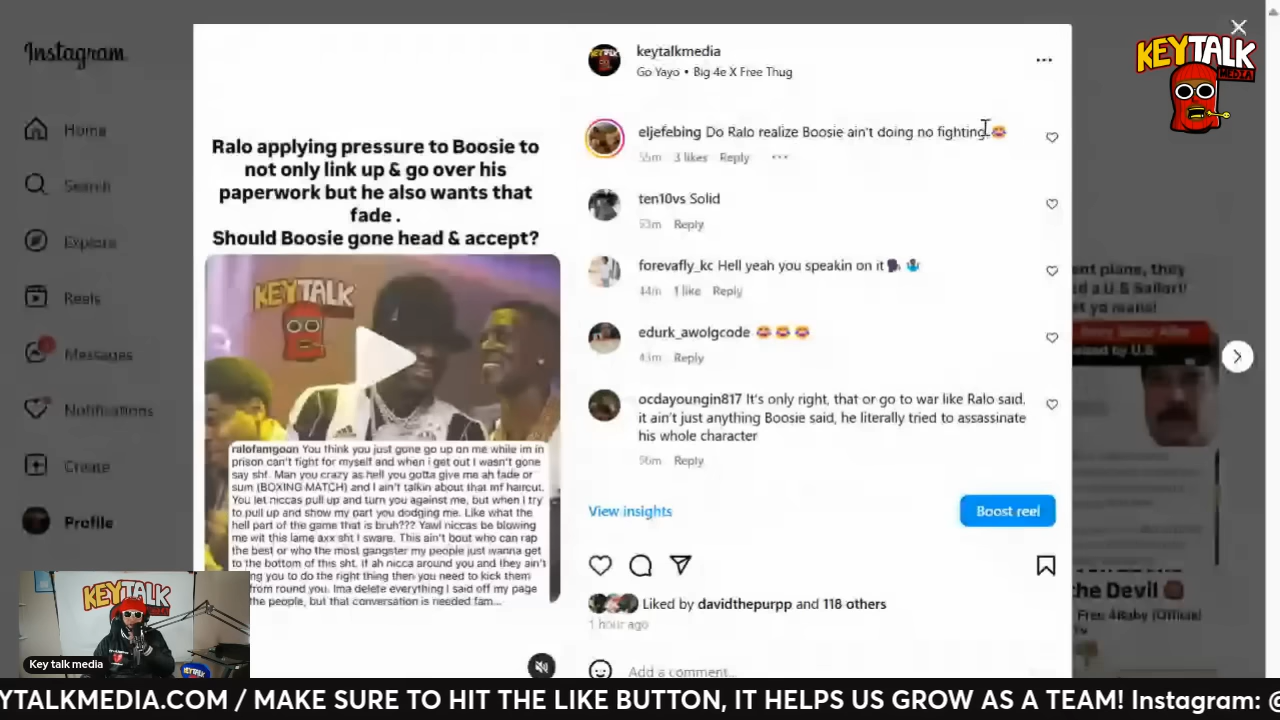 Instagram
Home
Search
Explore
Reels
Messages
Notifications
Create
Profile
Ralo applying pressure to Boosie to
not only link up & go over his
paperwork but he also wants that
fade .
Should Boosie gone head & accept?
KEYTALK
ralofamgoon You think you just gone go up on me while im in
prison can't fight for myself and when i get out I wasn't gone
say sht. Man you crazy as hell you gotta give me ah fade or
sum (BOXING MATCH) and I ain't talkin about that mf haircut.
You let niccas pull up and turn you against me, but when I try
to pull up and show my part you dodging me. Like what the
hell part of the game that is bruh??? Yawl niccas be blowing
me wit this lame axx sht I sware. This ain't bout who can rap
the best or who the most gangster my people just wanna get
to the bottom of this sht. If ah nicca around you and they ain't
ng you to do the right thing then you need to kick them
from round you. Ima delete everything I said off my page
the people, but that conversation is needed fam...
keytalkmedia
Go Yayo • Big 4e X Free Thug
eljefebing Do Ralo realize Boosie ain't doing no fighting 😂
55m 3 likes Reply
ten10vs Solid
53m Reply
forevafly_kc Hell yeah you speakin on it🗣🤷
44m 1 like Reply
edurk_awolgcode 😂 😂 😂
Reply
ocdayoungin817 It's only right, that or go to war like Ralo said,
it ain't just anything Boosie said, he literally tried to assassinate
his whole character
Reply
View insights
Boost reel
Liked by davidthepurpp and 118 others
1 hour ago
Add a comment...
KEYTALK
MEDIA
ent plane, they
d a U.S Sailor!!
he Devil
Free 4Baby (Official)
KEYTALK
Key talk media
YTALKMEDIA.COM / MAKE SURE TO HIT THE LIKE BUTTON, IT HELPS US GROW AS A TEAM! Instagram: @